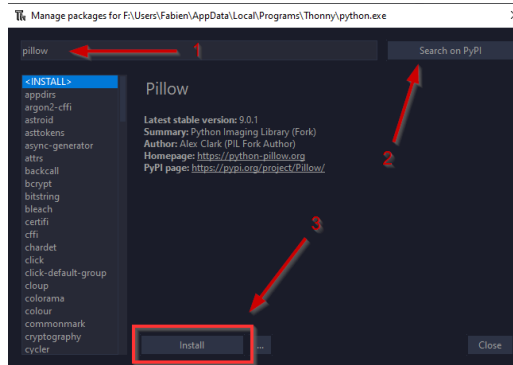 Manage packages for F:\Users\Fabien\AppData\Local\Programs\Thonny\python.exe
pillow
1
Search on PyPI
2
<INSTALL>
appdirs
argon2-cffi
astroid
asttokens
async-generator
attrs
backcall
bcrypt
bitstring
bleach
certifi
cffi
chardet
click
click-default-group
cloup
colorama
colour
commonmark
cryptography
cycler
Pillow
Latest stable version: 9.0.1
Summary: Python Imaging Library (Fork)
Author: Alex Clark (PIL Fork Author)
Homepage: https://python-pillow.org
PyPI page: https://pypi.org/project/Pillow/
3
Install
...
Close